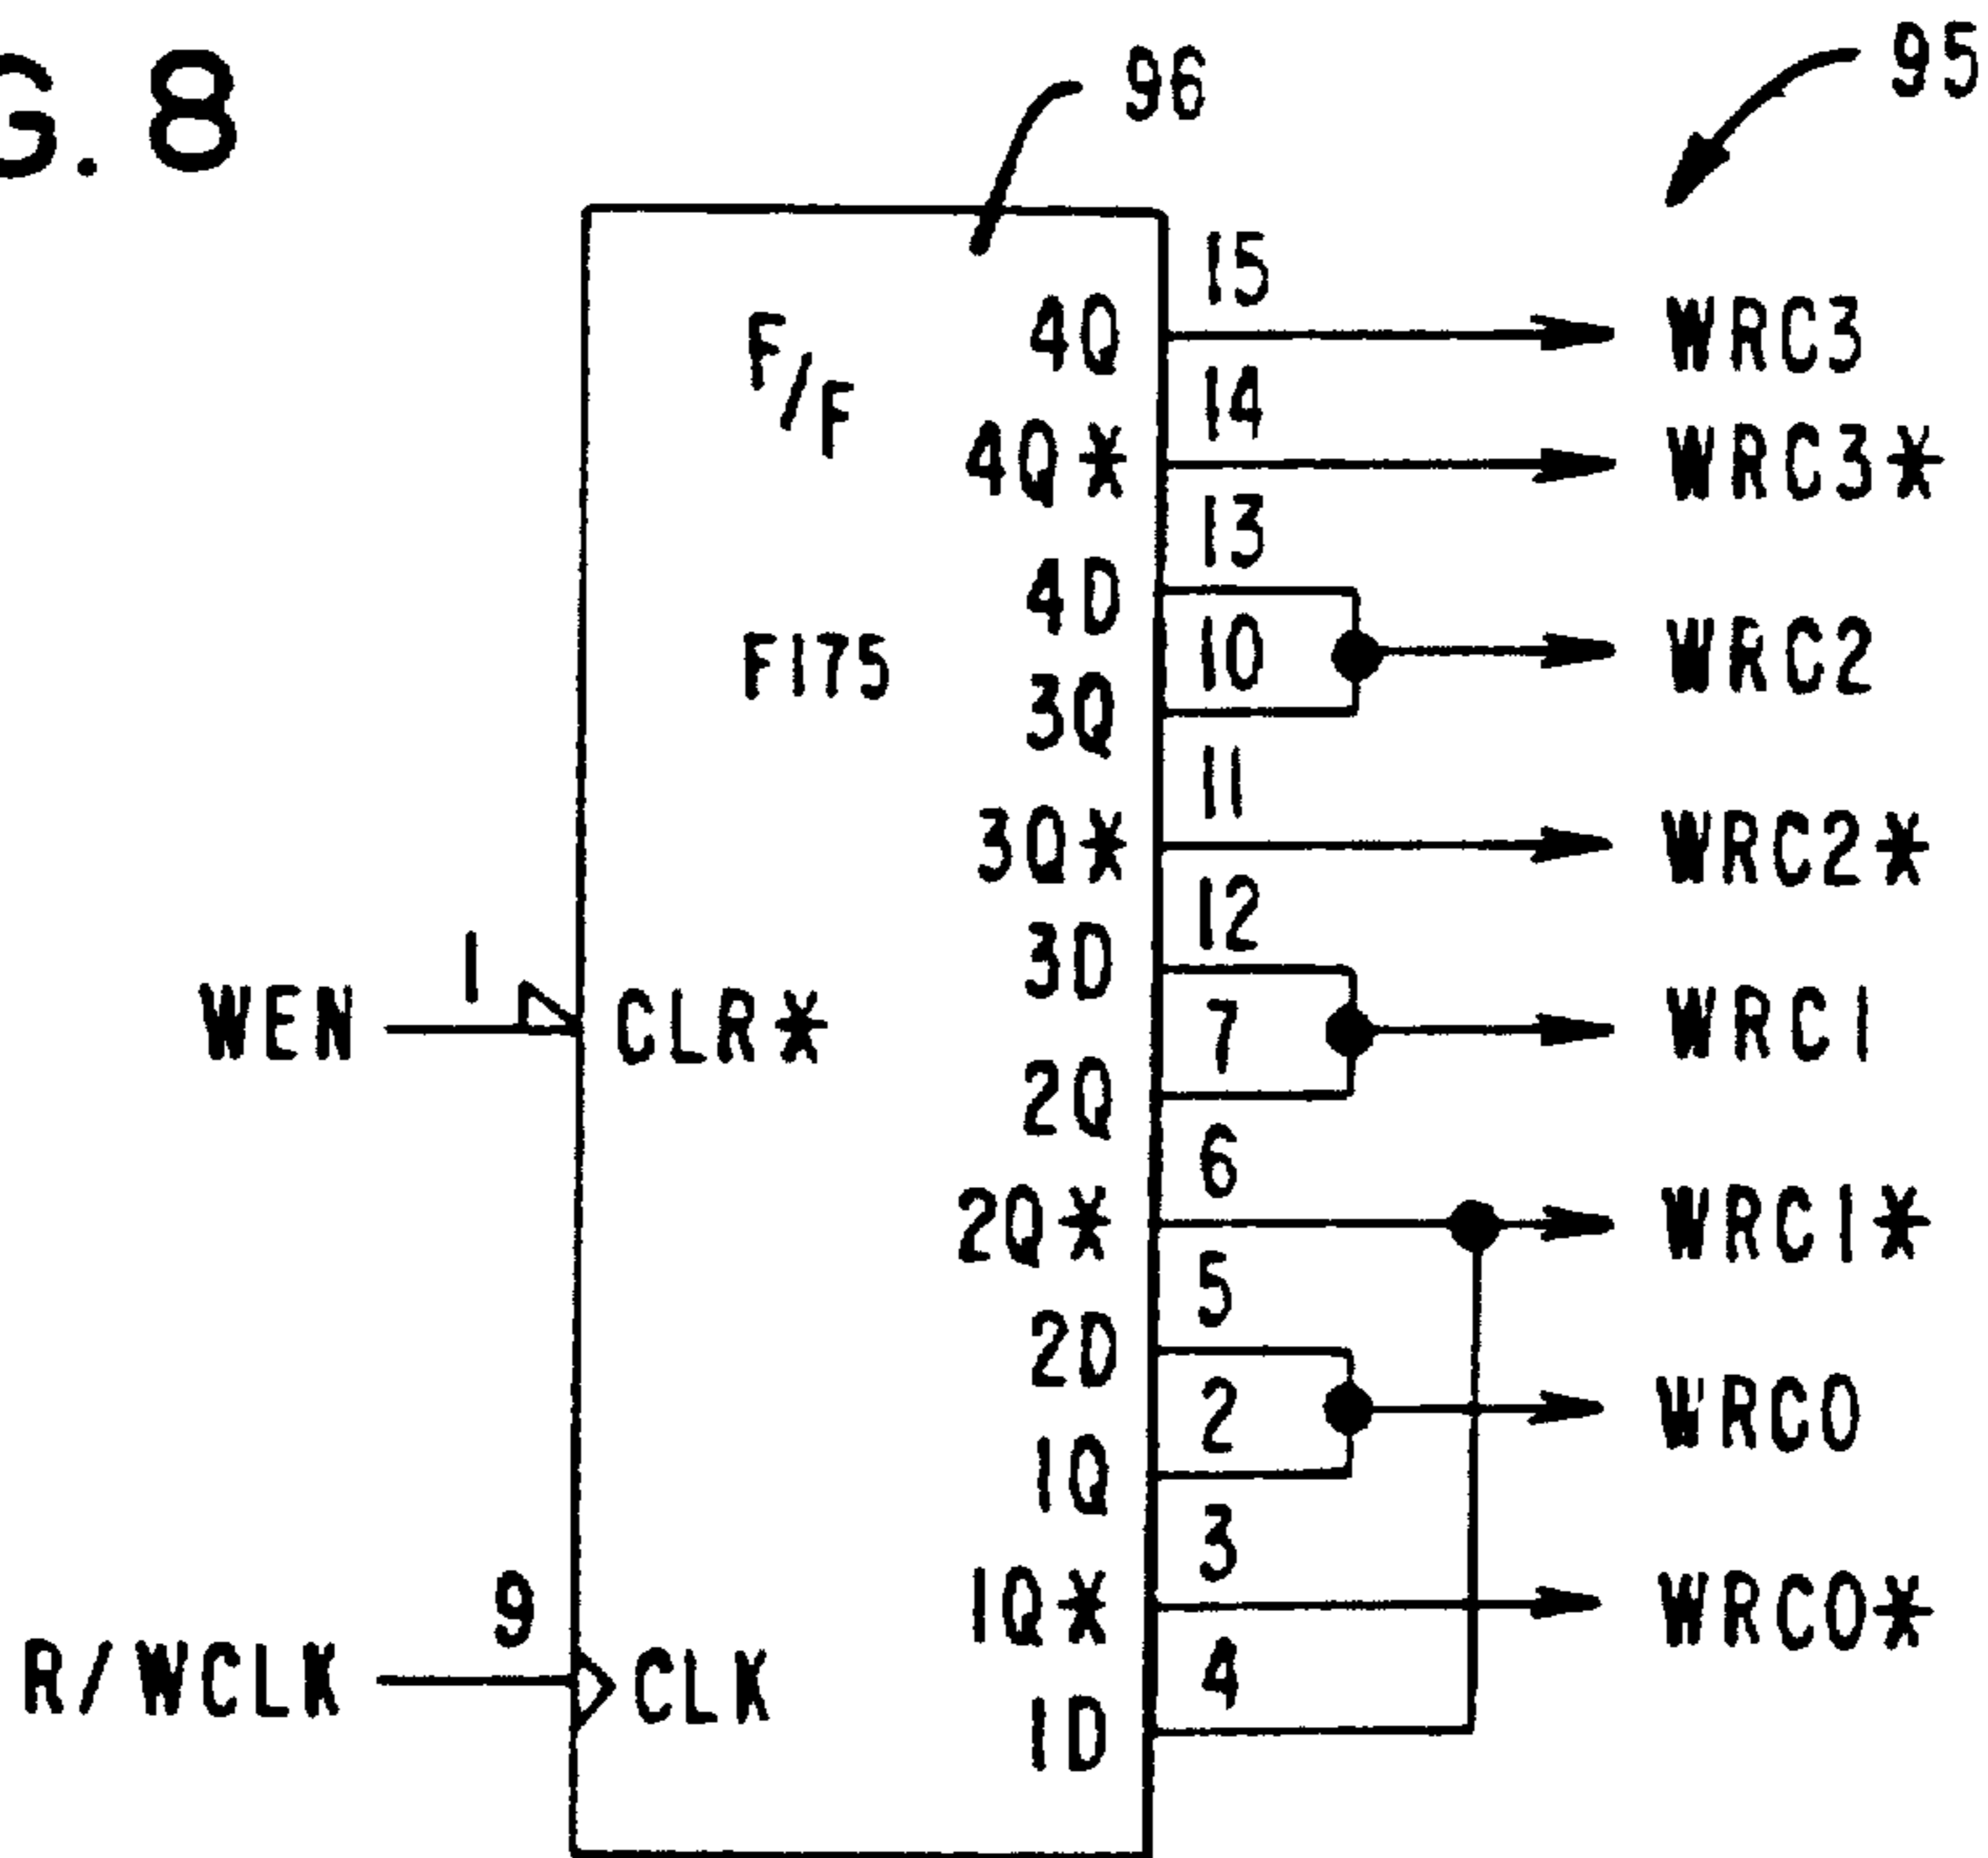 G. 8
96
95
F/F
F175
4Q
15
WRC3
4Q*
14
WRC3*
4D
13
3Q
10
WRC2
3Q*
11
WRC2*
3D
12
2Q
7
WRC1
2Q*
6
WRC1*
2D
5
1Q
2
WRC0
1Q*
3
WRC0*
1D
4
WEN
1
CLR*
R/WCLK
9
CLK